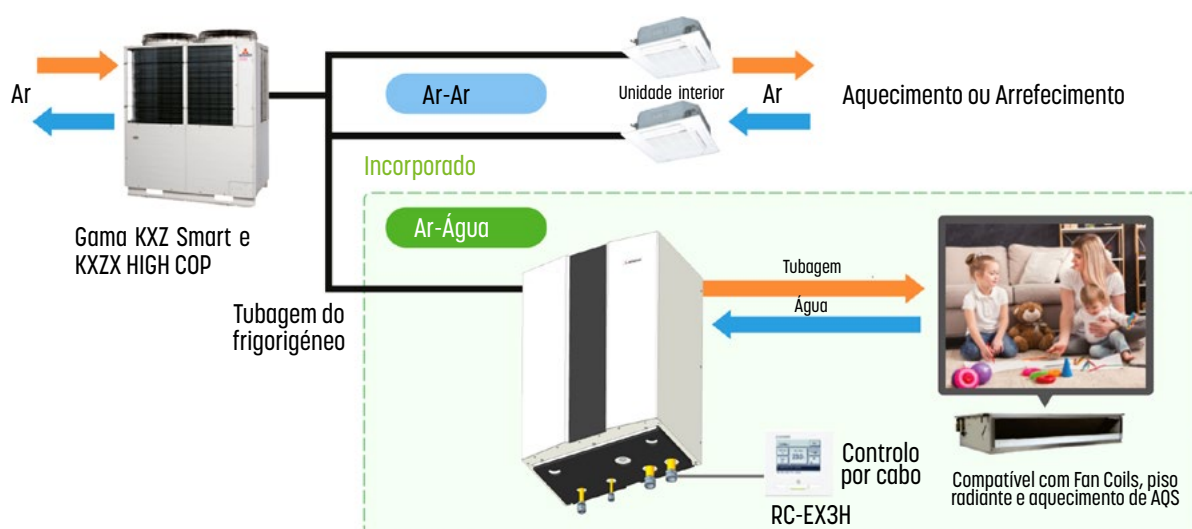 Ar
Ar-Ar
Unidade interior
Ar
Aquecimento ou Arrefecimento
Incorporado
Gama KXZ Smart e
KXZX HIGH COP
Ar-Água
Tubagem do
frigorigéneo
Tubagem
Água
Controlo
por cabo
RC-EX3H
Compatível com Fan Coils, piso
radiante e aquecimento de AQS